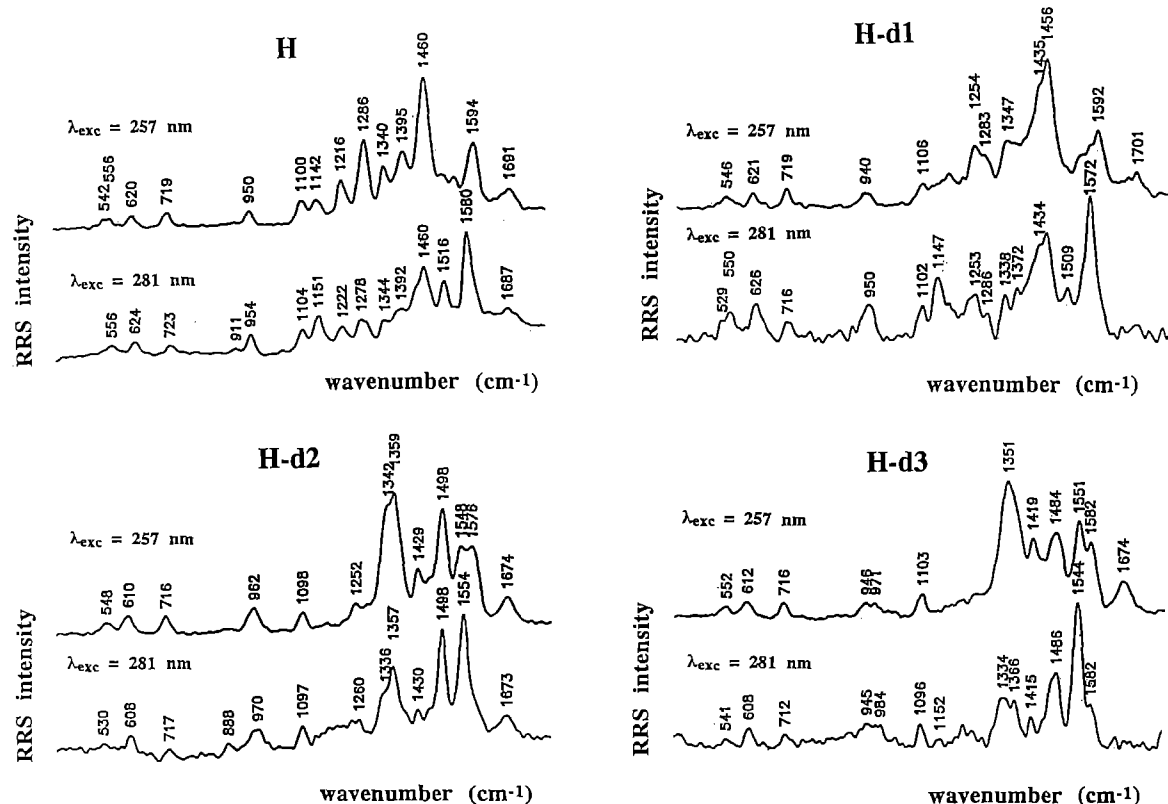 H
λexc = 257 nm
542 556 620 719 950 1100 1142 1216 1286 1340 1395 1460 1594 1691
λexc = 281 nm
556 624 723 911 954 1104 1151 1222 1278 1344 1392 1460 1516 1580 1687
RRS intensity
wavenumber (cm-1)
H-d1
λexc = 257 nm
546 621 719 940 1106 1254 1283 1347 1435 1456 1592 1701
λexc = 281 nm
529 550 626 716 950 1102 1147 1253 1286 1338 1372 1434 1509 1572
RRS intensity
wavenumber (cm-1)
H-d2
λexc = 257 nm
548 610 716 962 1098 1252 1342 1359 1429 1498 1548 1576 1674
λexc = 281 nm
530 608 717 888 970 1097 1260 1336 1357 1430 1498 1554 1673
RRS intensity
wavenumber (cm-1)
H-d3
λexc = 257 nm
552 612 716 946 971 1103 1351 1419 1484 1551 1582 1674
λexc = 281 nm
541 608 712 945 984 1096 1152 1334 1366 1415 1486 1544 1582
RRS intensity
wavenumber (cm-1)